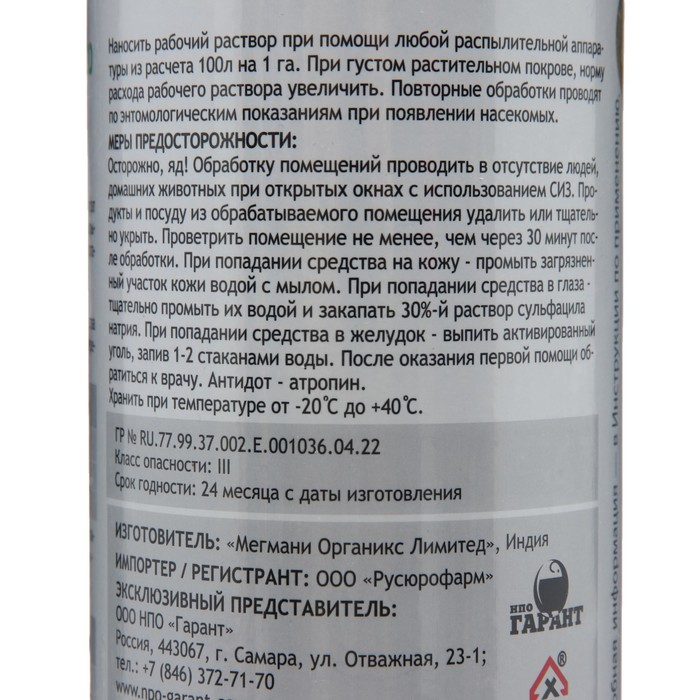 Наносить рабочий раствор при помощи любой распылительной аппара-
туры из расчета 100л на 1 га. При густом растительном покрове, норму
расхода рабочего раствора увеличить. Повторные обработки проводят
по энтомологическим показаниям при появлении насекомых.
МЕРЫ ПРЕДОСТОРОЖНОСТИ:
Осторожно, яд! Обработку помещений проводить в отсутствие людей,
домашних животных при открытых окнах с использованием СИЗ. Про-
дукты и посуду из обрабатываемого помещения удалить или тщатель-
но укрыть. Проветрить помещение не менее, чем через 30 минут пос-
ле обработки. При попадании средства на кожу - промыть загрязнен-
ный участок кожи водой с мылом. При попадании средства в глаза -
тщательно промыть их водой и закапать 30%-й раствор сульфацила
натрия. При попадании средства в желудок - выпить активированный
уголь, запив 1-2 стаканами воды. После оказания первой помощи об-
ратиться к врачу. Антидот - атропин.
Хранить при температуре от -20°С до +40°С.
ГР № RU.77.99.37.002.Е.001036.04.22
Класс опасности: III
Срок годности: 24 месяца с даты изготовления
ИЗГОТОВИТЕЛЬ: «Мегмани Органикс Лимитед», Индия
ИМПОРТЕР / РЕГИСТРАНТ: ООО «Русюрофарм»
ЭКСКЛЮЗИВНЫЙ ПРЕДСТАВИТЕЛЬ:
ООО НПО «Гарант»
Россия, 443067, г. Самара, ул. Отважная, 23-1;
тел.: +7 (846) 372-71-70
НПО
ГАРАНТ
®
информация — в Инструкции по применению